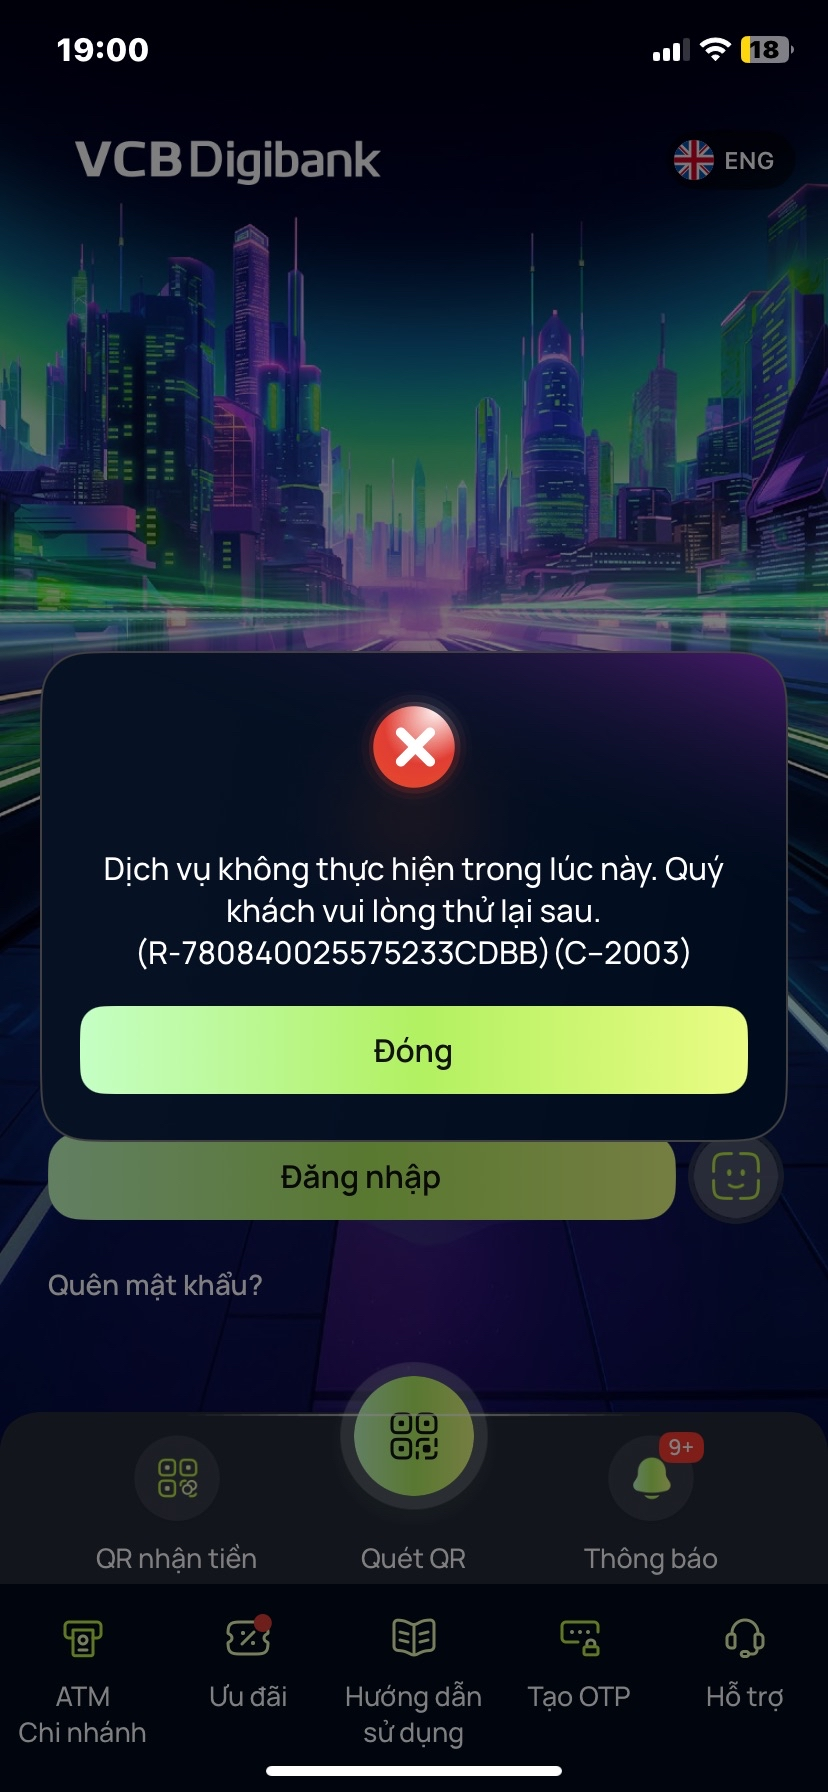 19:00
18
VCB Digibank
ENG
Dịch vụ không thực hiện trong lúc này. Quý
khách vui lòng thử lại sau.
(R-780840025575233CDBB)(C-2003)
Đóng
Đăng nhập
Quên mật khẩu?
9+
QR nhận tiền
Quét QR
Thông báo
ATM
Chi nhánh
Ưu đãi
Hướng dẫn
sử dụng
Tạo OTP
Hỗ trợ